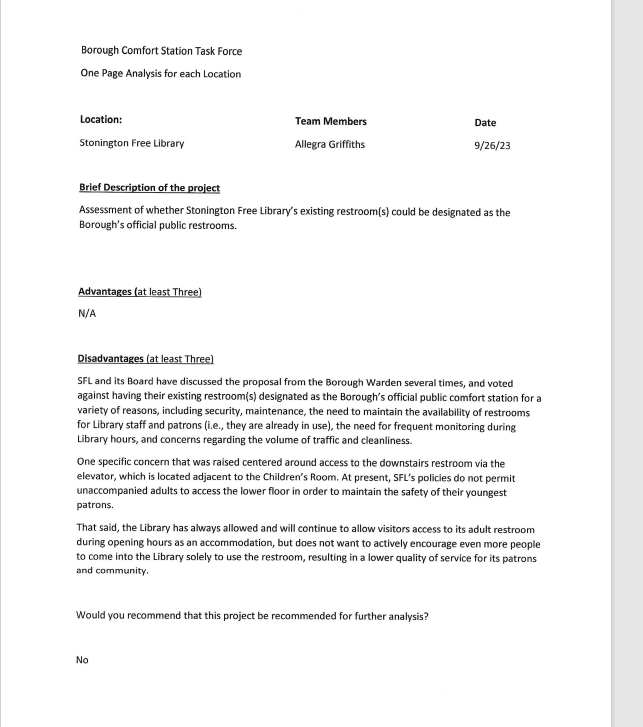 Borough Comfort Station Task Force
One Page Analysis for each Location
Location: Team Members Date
Stonington Free Library Allegra Griffiths 9/26/23
Brief Description of the project
Assessment of whether Stonington Free Library's existing restroom(s) could be designated as the
Borough's official public restrooms.
Advantages (at least Three)
N/A
Disadvantages (at least Three)
SFL and its Board have discussed the proposal from the Borough Warden several times, and voted
against having their existing restroom(s) designated as the Borough's official public comfort station for a
variety of reasons, including security, maintenance, the need to maintain the availability of restrooms
for Library staff and patrons (i.e., they are already in use), the need for frequent monitoring during
Library hours, and concerns regarding the volume of traffic and cleanliness.
One specific concern that was raised centered around access to the downstairs restroom via the
elevator, which is located adjacent to the Children's Room. At present, SFL's policies do not permit
unaccompanied adults to access the lower floor in order to maintain the safety of their youngest
patrons.
That said, the Library has always allowed and will continue to allow visitors access to its adult restroom
during opening hours as an accommodation, but does not want to actively encourage even more people
to come into the Library solely to use the restroom, resulting in a lower quality of service for its patrons
and community.
Would you recommend that this project be recommended for further analysis?
No